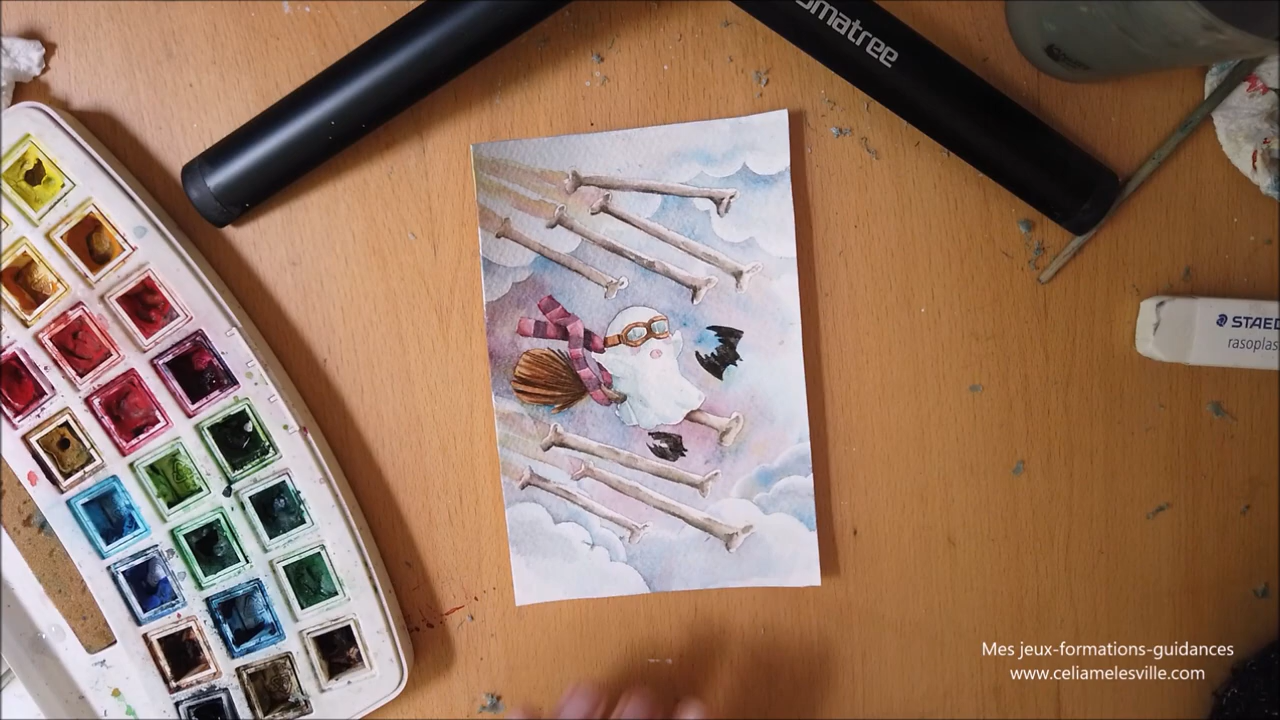 omatree
STAED
rasoplas
Mes jeux-formations-guidances
www.celiamelesville.com